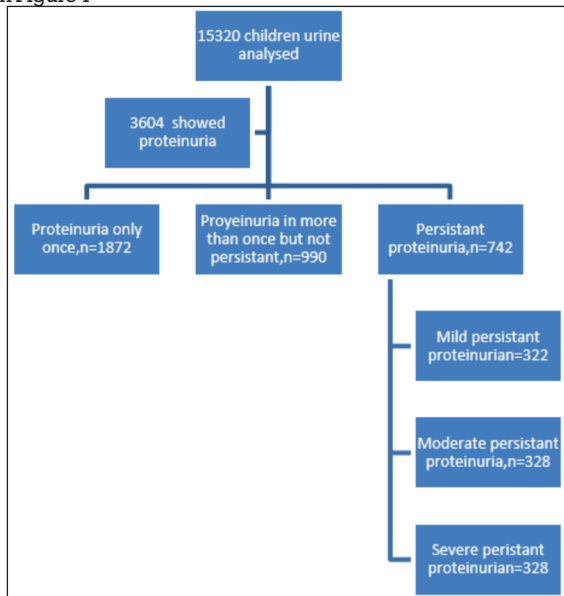 15320 children urine
analysed
3604 showed
proteinuria
Proteinuria only
once,n=1872
Proyeinuria in more
than once but not
persistant,n=990
Persistant
proteinuria,n=742
Mild persistant
proteinurian=322
Moderate persistant
proteinuria,n=328
Severe peristant
proteinurian=328